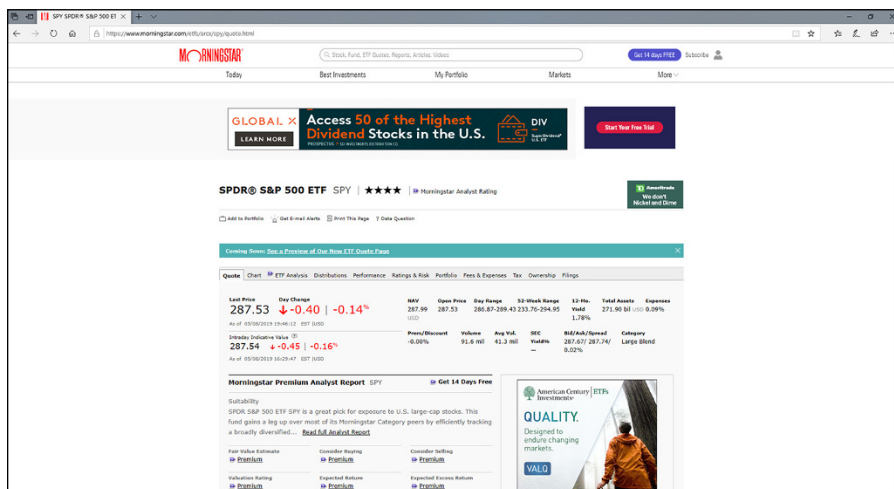 SPY SPDR® S&P 500 ET
https://www.morningstar.com/etfs/arcx/spy/quote.html
MORNINGSTAR
Stock, Fund, ETF Quotes, Reports, Articles, Videos
Get 14 days FREE
Subscribe
Today
Best Investments
My Portfolio
Markets
More
GLOBAL X
LEARN MORE
Access 50 of the Highest
Dividend Stocks in the U.S.
DIV
SuperDividend®
U.S. ETF
Start Your Free Trial
SPDR® S&P 500 ETF SPY | ★★★★ | Morningstar Analyst Rating
Ameritrade
We don't
Nickel and Dime
Add to Portfolio Get E-mail Alerts Print This Page ? Data Question
Coming Soon: See a Preview of Our New ETF Quote Page
Quote Chart ETF Analysis Distributions Performance Ratings & Risk Portfolio Fees & Expenses Tax Ownership Filings
Last Price Day Change
287.53 ↓-0.40 | -0.14%
As of 05/08/2019 19:46:12 EST |USD
Intraday Indicative Value
287.54 ↓-0.45 | -0.16%
As of 05/08/2019 16:29:47 EST |USD
NAV Open Price Day Range 52-Week Range 12-Mo. Yield Total Assets Expenses
287.99 USD 287.53 286.87-289.43 233.76-294.95 1.78% 271.90 bil USD 0.09%
Prem/Discount Volume Avg Vol. SEC Yield% Bid/Ask/Spread Category
-0.00% 91.6 mil 41.3 mil — 287.67/ 287.74/ 0.02% Large Blend
Morningstar Premium Analyst Report SPY
Get 14 Days Free
Suitability
SPDR S&P 500 ETF SPY is a great pick for exposure to U.S. large-cap stocks. This
fund gains a leg up over most of its Morningstar Category peers by efficiently tracking
a broadly diversified... Read full Analyst Report
Fair Value Estimate Consider Buying Consider Selling
Premium Premium Premium
Valuation Rating Expected Return Expected Excess Return
Premium Premium Premium
American Century Investments® ETFs
QUALITY.
Designed to
endure changing
markets.
VALQ